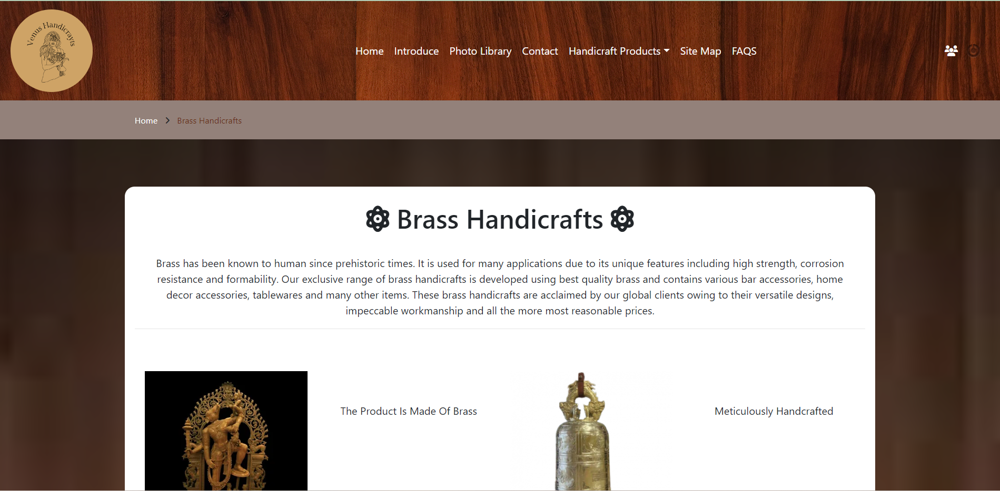 Venus Handicrayts
Home Introduce Photo Library Contact Handicraft Products Site Map FAQS
Home Brass Handicrafts
Brass Handicrafts
Brass has been known to human since prehistoric times. It is used for many applications due to its unique features including high strength, corrosion
resistance and formability. Our exclusive range of brass handicrafts is developed using best quality brass and contains various bar accessories, home
decor accessories, tablewares and many other items. These brass handicrafts are acclaimed by our global clients owing to their versatile designs,
impeccable workmanship and all the more most reasonable prices.
The Product Is Made Of Brass
Meticulously Handcrafted